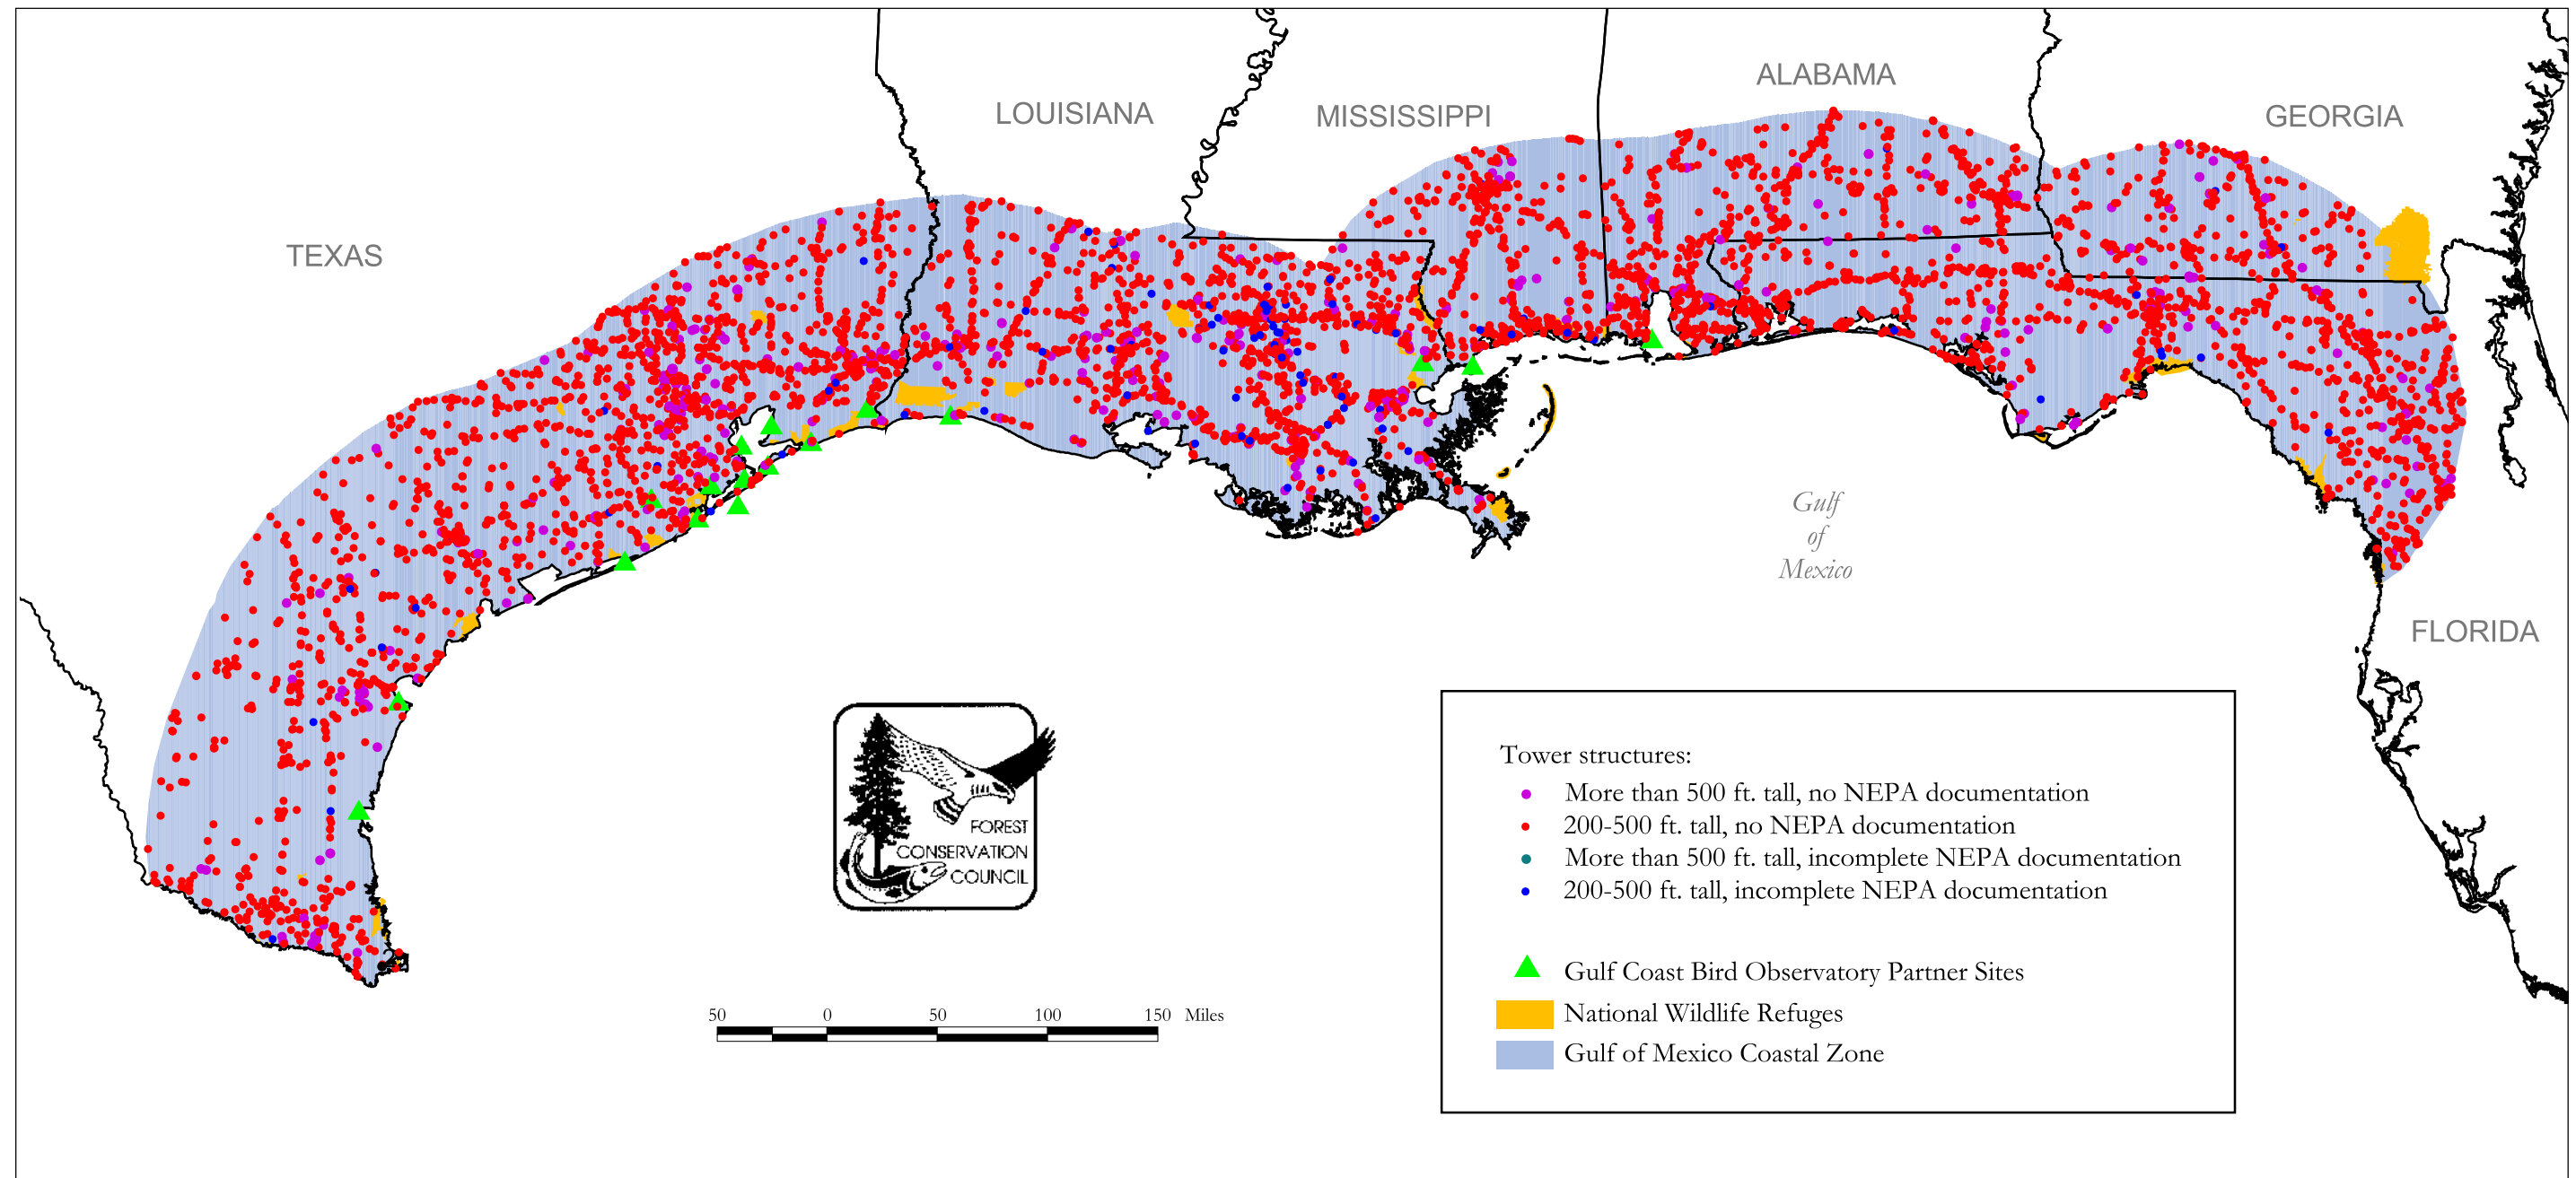 ALABAMA
LOUISIANA
MISSISSIPPI
GEORGIA
TEXAS
Gulf
of
Mexico
FLORIDA
FOREST
CONSERVATION
COUNCIL
Tower structures:
More than 500 ft. tall, no NEPA documentation
200-500 ft. tall, no NEPA documentation
More than 500 ft. tall, incomplete NEPA documentation
200-500 ft. tall, incomplete NEPA documentation
Gulf Coast Bird Observatory Partner Sites
National Wildlife Refuges
Gulf of Mexico Coastal Zone
50 0 50 100 150 Miles